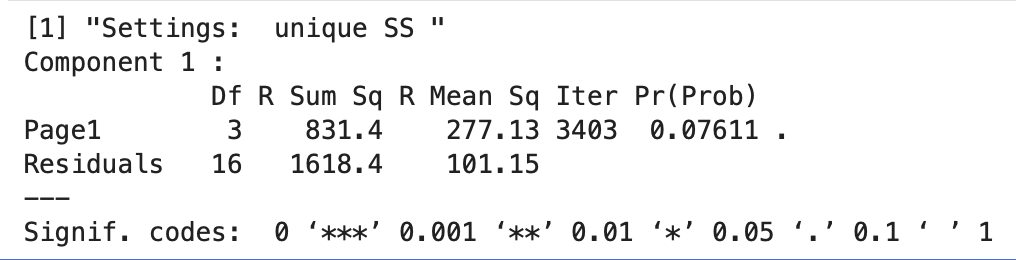 [1] "Settings:  unique SS "
Component 1 :
            Df R Sum Sq R Mean Sq Iter Pr(Prob)
Page1        3    831.4    277.13 3403  0.07611 .
Residuals   16   1618.4    101.15
---
Signif. codes:  0 ‘***’ 0.001 ‘**’ 0.01 ‘*’ 0.05 ‘.’ 0.1 ‘ ’ 1